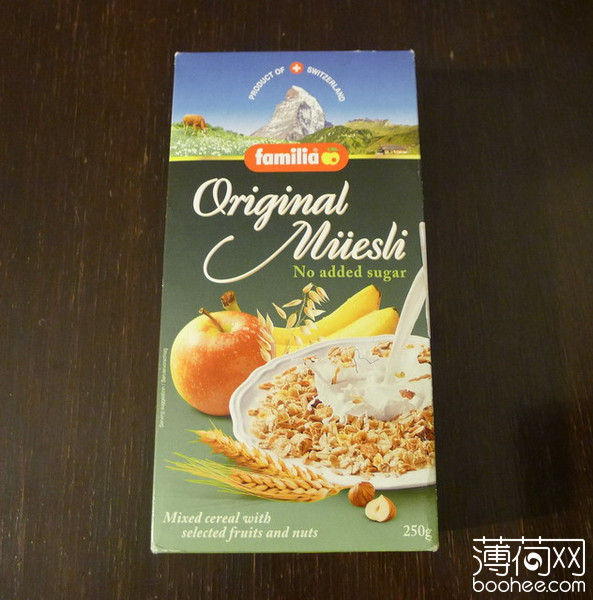 PRODUCT OF SWITZERLAND
familia®
Original
Müesli
No added sugar
Mixed cereal with
selected fruits and nuts
250g
薄荷网
boohee.com